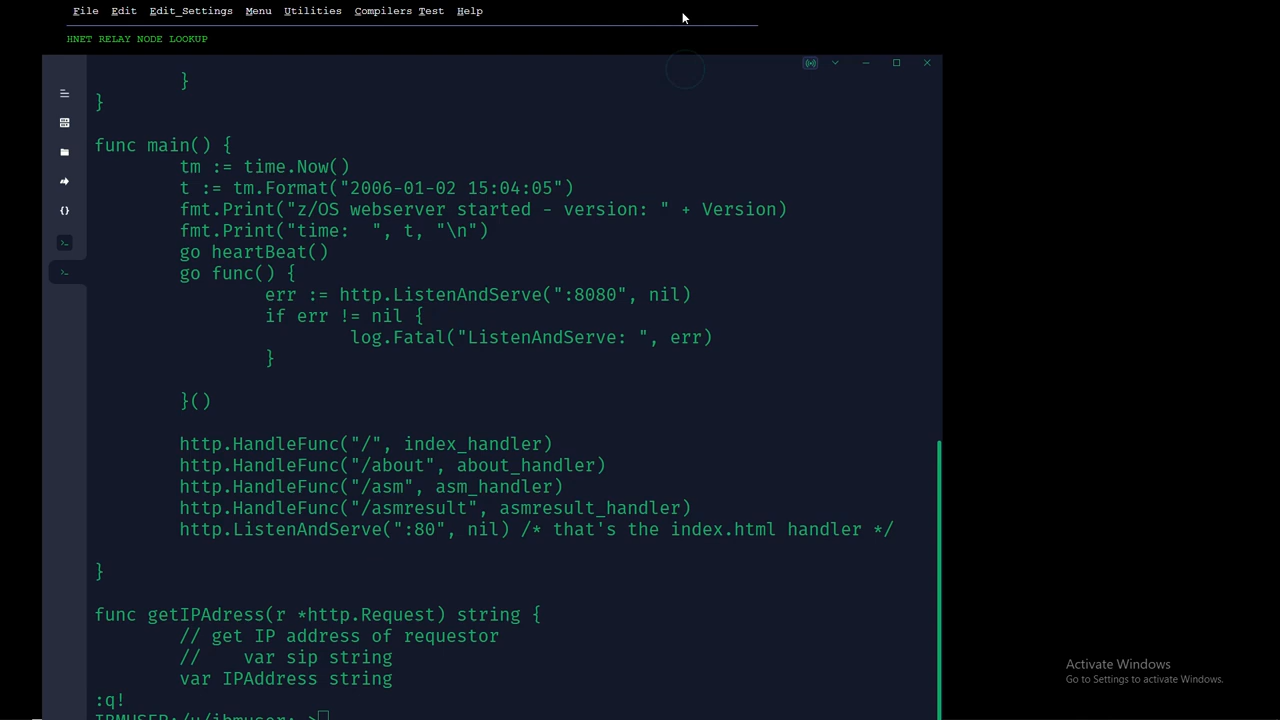 File Edit Edit_Settings Menu Utilities Compilers Test Help
HNET RELAY NODE LOOKUP
}
}
func main() {
tm := time.Now()
t := tm.Format("2006-01-02 15:04:05")
fmt.Print("z/OS webserver started - version: " + Version)
fmt.Print("time:  ", t, "\n")
go heartBeat()
go func() {
err := http.ListenAndServe(":8080", nil)
if err != nil {
log.Fatal("ListenAndServe: ", err)
}
}()
http.HandleFunc("/", index_handler)
http.HandleFunc("/about", about_handler)
http.HandleFunc("/asm", asm_handler)
http.HandleFunc("/asmresult", asmresult_handler)
http.ListenAndServe(":80", nil) /* that's the index.html handler */
}
func getIPAdress(r *http.Request) string {
// get IP address of requestor
//    var sip string
var IPAddress string
:q!
IBMUSER:/u/ibmuser: >
Activate Windows
Go to Settings to activate Windows.